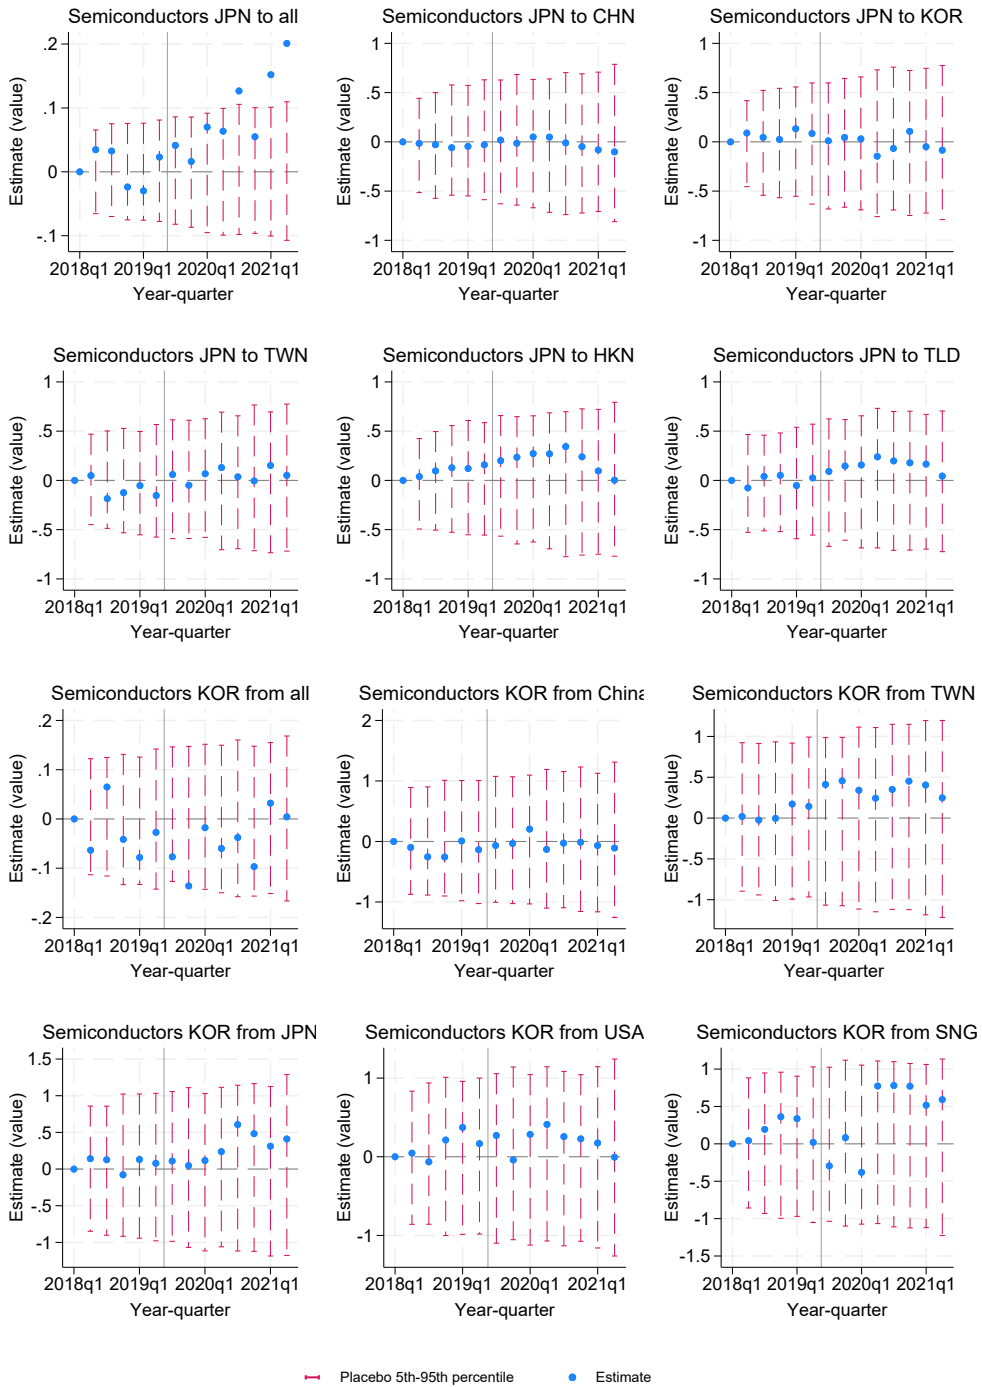 Semiconductors JPN to all
Semiconductors JPN to CHN
Semiconductors JPN to KOR
Estimate (value)
.2
.1
0
-.1
2018q1 2019q1 2020q1 2021q1
Year-quarter
Estimate (value)
1
.5
0
-.5
-1
2018q1 2019q1 2020q1 2021q1
Year-quarter
Estimate (value)
1
.5
0
-.5
-1
2018q1 2019q1 2020q1 2021q1
Year-quarter
Semiconductors JPN to TWN
Semiconductors JPN to HKN
Semiconductors JPN to TLD
Estimate (value)
1
.5
0
-.5
-1
2018q1 2019q1 2020q1 2021q1
Year-quarter
Estimate (value)
1
.5
0
-.5
-1
2018q1 2019q1 2020q1 2021q1
Year-quarter
Estimate (value)
1
.5
0
-.5
-1
2018q1 2019q1 2020q1 2021q1
Year-quarter
Semiconductors KOR from all
Semiconductors KOR from China
Semiconductors KOR from TWN
Estimate (value)
.2
.1
0
-.1
-.2
2018q1 2019q1 2020q1 2021q1
Year-quarter
Estimate (value)
2
1
0
-1
2018q1 2019q1 2020q1 2021q1
Year-quarter
Estimate (value)
1
.5
0
-.5
-1
2018q1 2019q1 2020q1 2021q1
Year-quarter
Semiconductors KOR from JPN
Semiconductors KOR from USA
Semiconductors KOR from SNG
Estimate (value)
1.5
1
.5
0
-.5
-1
2018q1 2019q1 2020q1 2021q1
Year-quarter
Estimate (value)
1
0
-1
2018q1 2019q1 2020q1 2021q1
Year-quarter
Estimate (value)
1
.5
0
-.5
-1
-1.5
2018q1 2019q1 2020q1 2021q1
Year-quarter
Placebo 5th-95th percentile
Estimate